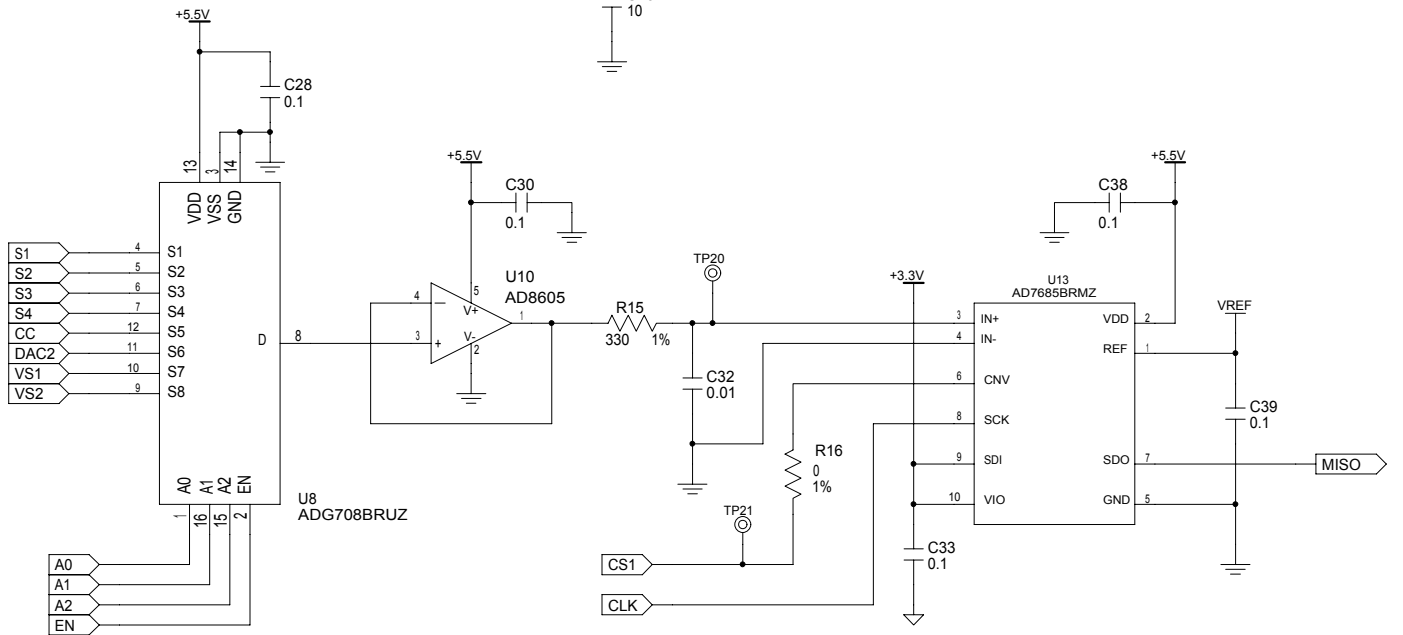 10
+5.5V
C28
0.1
13
3
14
VDD
VSS
GND
S1
S2
S3
S4
CC
DAC2
VS1
VS2
4
5
6
7
12
11
10
9
S1
S2
S3
S4
S5
S6
S7
S8
D
8
A0
A1
A2
EN
1
16
15
2
U8
ADG708BRUZ
A0
A1
A2
EN
+5.5V
C30
0.1
U10
AD8605
4
3
5
V+
V-
2
1
R15
330
1%
TP20
C32
0.01
R16
0
1%
TP21
CS1
CLK
+3.3V
C33
0.1
+5.5V
C38
0.1
U13
AD7685BRMZ
3
IN+
4
IN-
6
CNV
8
SCK
9
SDI
10
VIO
VDD
2
REF
1
SDO
7
GND
5
VREF
C39
0.1
MISO